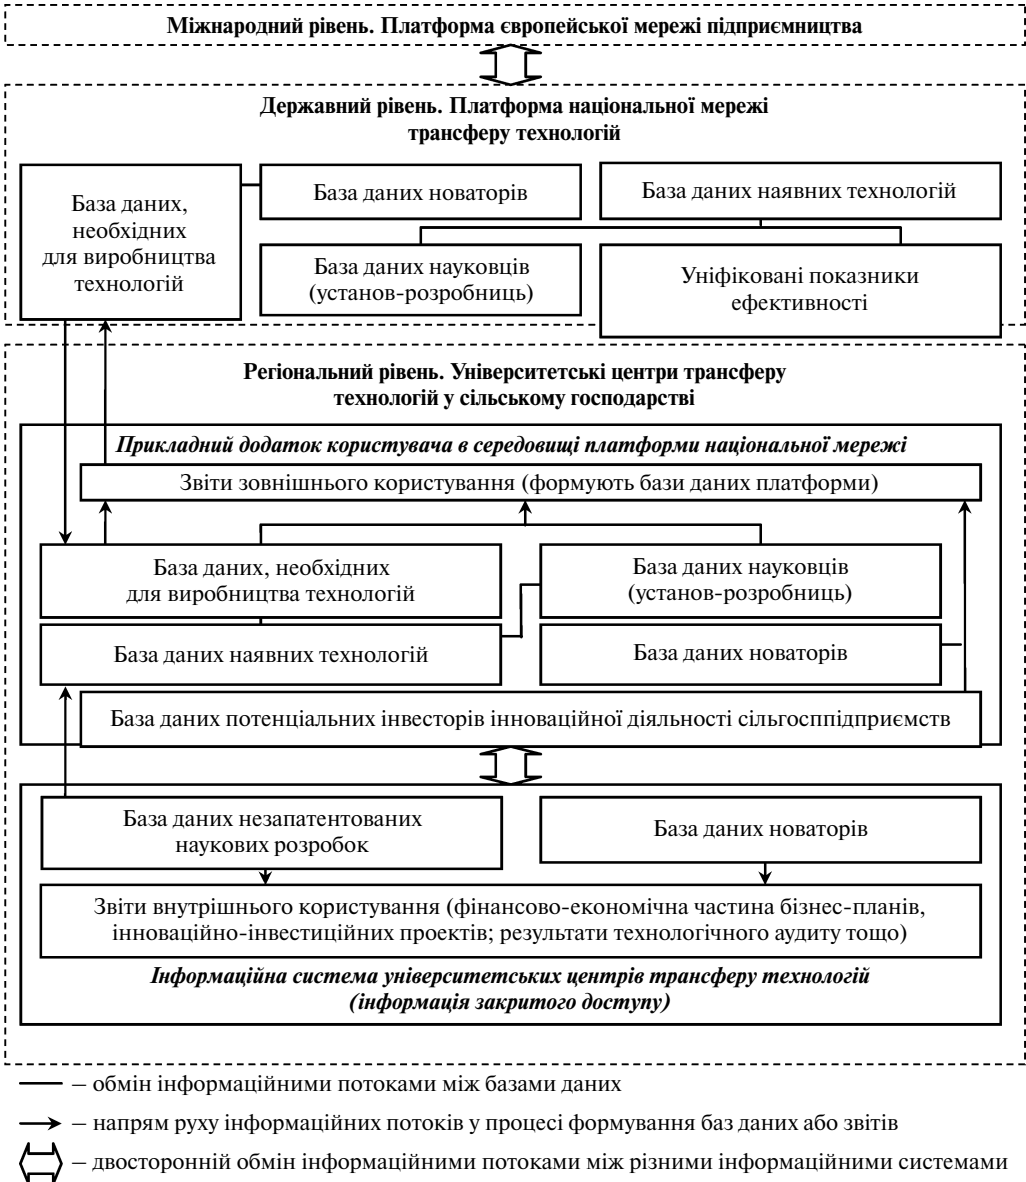 Міжнародний рівень. Платформа європейської мережі підприємництва
Державний рівень. Платформа національної мережі
трансферу технологій
База даних,
необхідних
для виробництва
технологій
База даних новаторів
База даних наявних технологій
База даних науковців
(установ-розробниць)
Уніфіковані показники
ефективності
Регіональний рівень. Університетські центри трансферу
технологій у сільському господарстві
Прикладний додаток користувача в середовищі платформи національної мережі
Звіти зовнішнього користування (формують бази даних платформи)
База даних, необхідних
для виробництва технологій
База даних науковців
(установ-розробниць)
База даних наявних технологій
База даних новаторів
База даних потенціальних інвесторів інноваційної діяльності сільгосппідприємств
База даних незапатентованих
наукових розробок
База даних новаторів
Звіти внутрішнього користування (фінансово-економічна частина бізнес-планів,
інноваційно-інвестиційних проектів; результати технологічного аудиту тощо)
Інформаційна система університетських центрів трансферу технологій
(інформація закритого доступу)
– обмін інформаційними потоками між базами даних
– напрям руху інформаційних потоків у процесі формування баз даних або звітів
– двосторонній обмін інформаційними потоками між різними інформаційними системами